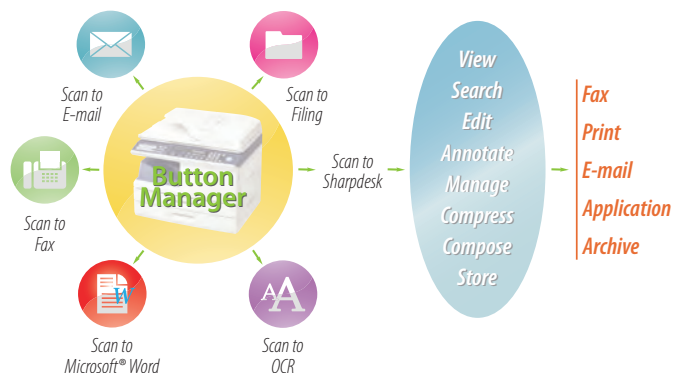 Scan to
E-mail
Scan to
Filing
Scan to
Fax
Button
Manager
Scan to
Sharpdesk
Scan to
Microsoft® Word
W
Scan to
OCR
AA
View
Search
Edit
Annotate
Manage
Compress
Compose
Store
Fax
Print
E-mail
Application
Archive